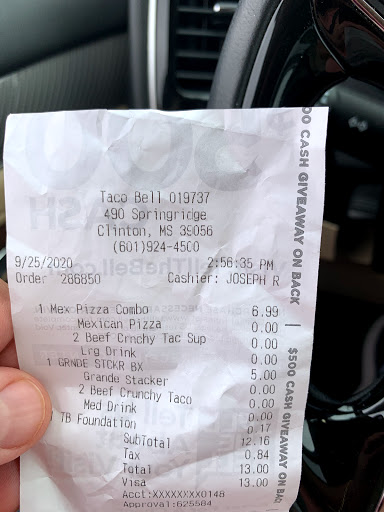 Taco Bell 019737
490 Springridge
Clinton, MS 39056
(601)924-4500
9/25/2020 2:56:35 PM
Order 286850 Cashier: JOSEPH R
1 Mex Pizza Combo 6.99
Mexican Pizza 0.00
2 Beef Crnchy Tac Sup 0.00
Lrg Drink 0.00
1 GRNDE STCKR BX 5.00
Grande Stacker 0.00
2 Beef Crunchy Taco 0.00
Med Drink 0.00
TB Foundation 0.17
SubTotal 12.16
Tax 0.84
Total 13.00
Visa 13.00
Acct:XXXXXXXX0148
Approval:625584
00 CASH GIVEAWAY ON BACK | $500 CASH GIVEAWAY ON BACK